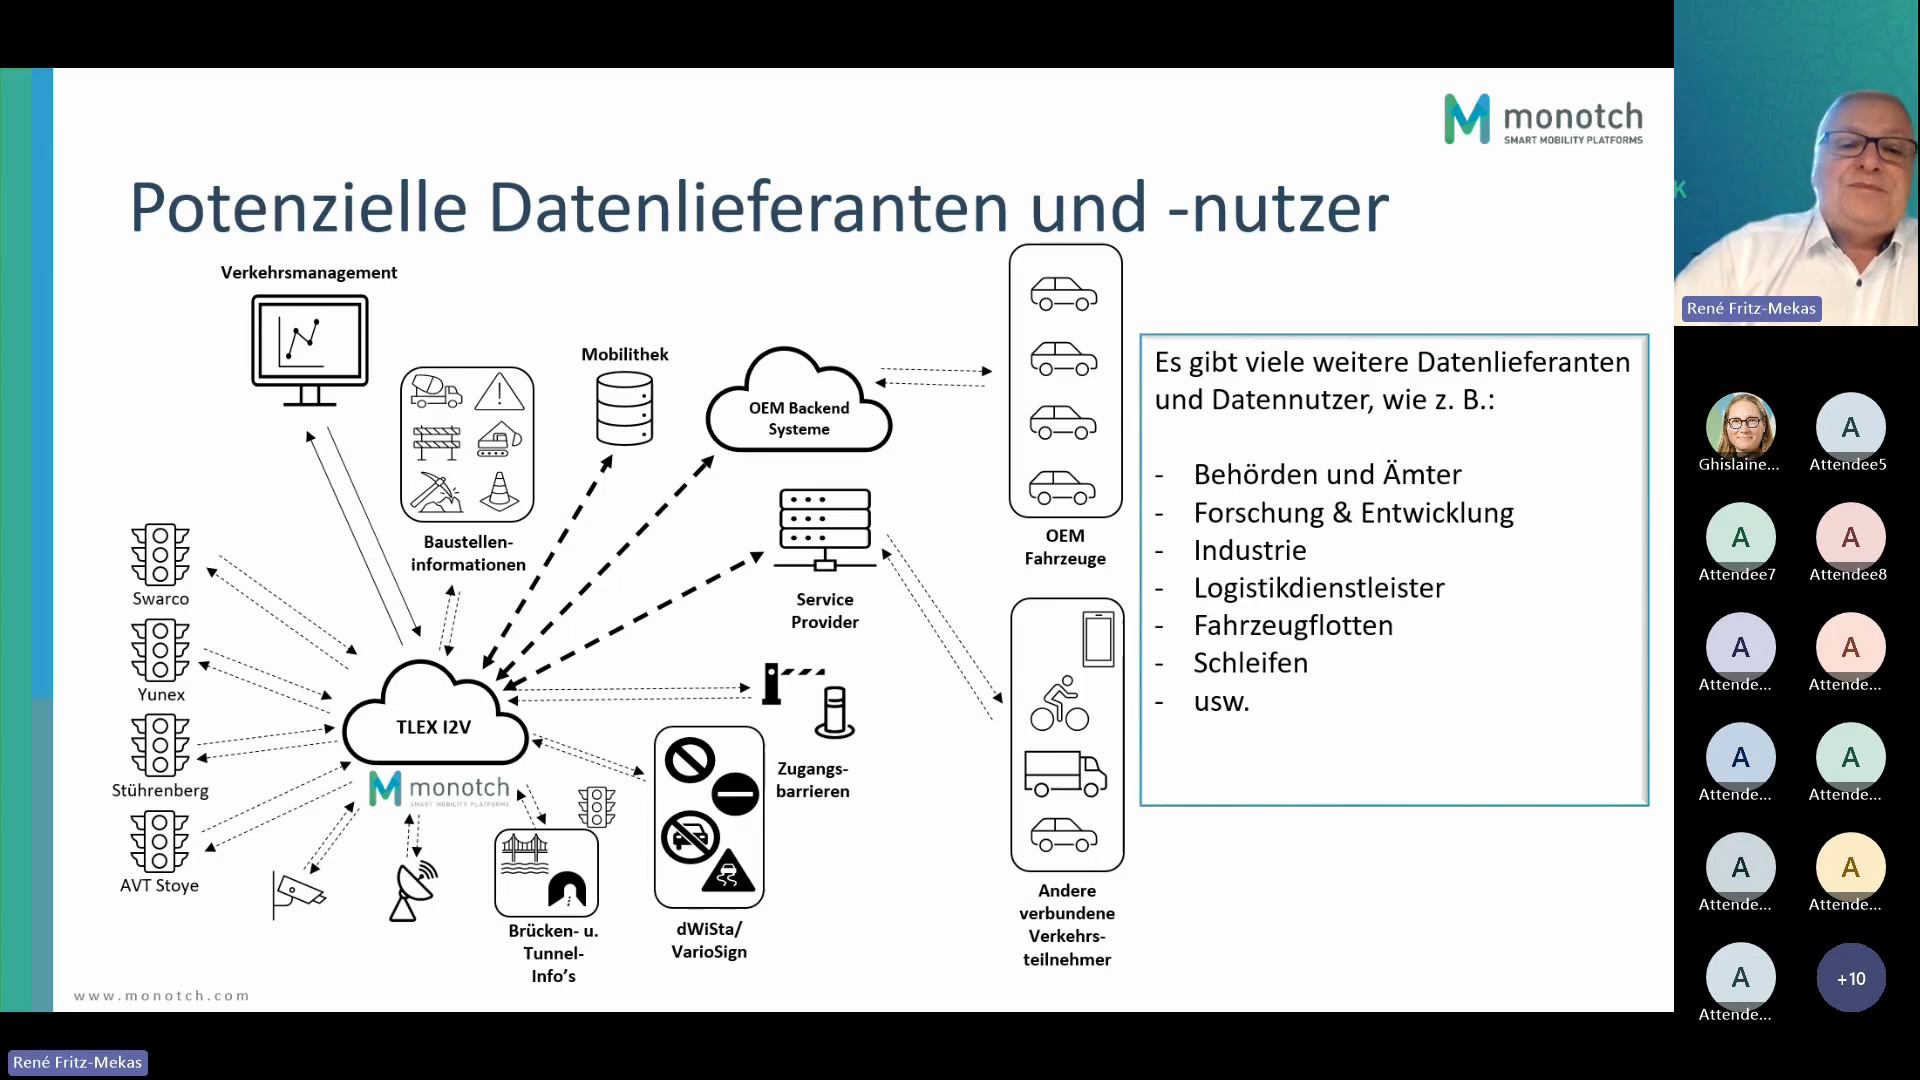 monotch
SMART MOBILITY PLATFORMS
Potenzielle Datenlieferanten und -nutzer
Verkehrsmanagement
Mobilithek
OEM Backend
Systeme
Baustellen-
informationen
OEM
Fahrzeuge
Service
Provider
Swarco
Yunex
Stührenberg
AVT Stoye
TLEX I2V
monotch
SMART MOBILITY PLATFORMS
Zugangs-
barrieren
Brücken- u.
Tunnel-
Info's
dWiSta/
VarioSign
Andere
verbundene
Verkehrs-
teilnehmer
Es gibt viele weitere Datenlieferanten
und Datennutzer, wie z. B.:
- Behörden und Ämter
- Forschung & Entwicklung
- Industrie
- Logistikdienstleister
- Fahrzeugflotten
- Schleifen
- usw.
www.monotch.com
René Fritz-Mekas
K
René Fritz-Mekas
Ghislaine...
A
Attendee5
A
Attendee7
A
Attendee8
A
Attende...
A
Attende...
A
Attende...
A
Attende...
A
Attende...
A
Attende...
A
Attende...
+10